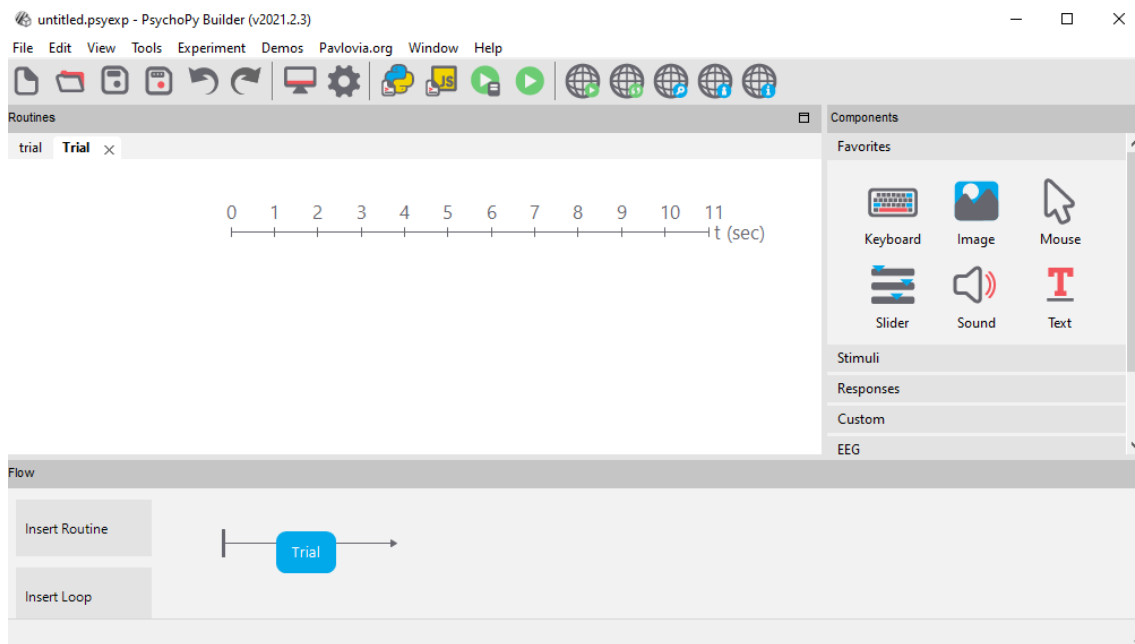 untitled.psyexp - PsychoPy Builder (v2021.2.3)
File Edit View Tools Experiment Demos Pavlovia.org Window Help
JS
Routines
trial Trial
0 1 2 3 4 5 6 7 8 9 10 11
t (sec)
Components
Favorites
Keyboard Image Mouse
T
Slider Sound Text
Stimuli
Responses
Custom
EEG
Flow
Insert Routine
Trial
Insert Loop